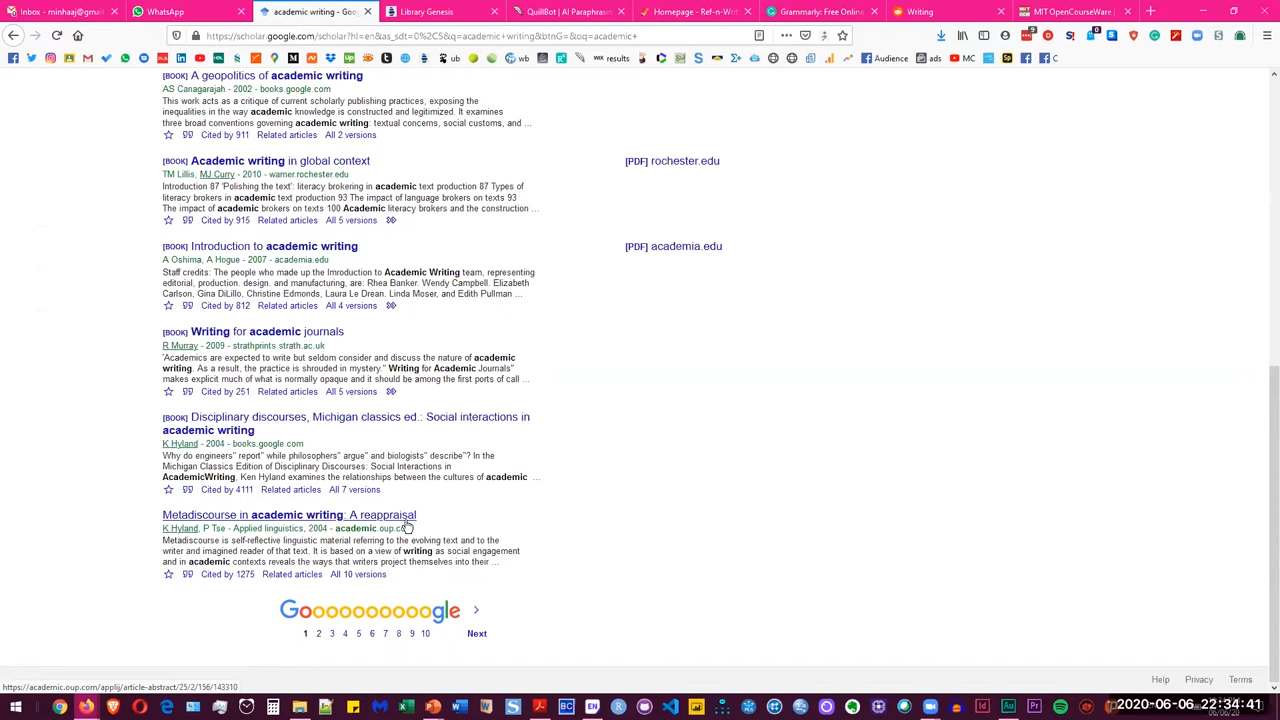 Inbox - minhaaj@gmail
WhatsApp
academic writing - Goo
Library Genesis
QuillBot | AI Paraphrasin
Homepage - Ref-n-Writ
Grammarly: Free Online
Writing
MIT OpenCourseWare |
https://scholar.google.com/scholar?hl=en&as_sdt=0%2C5&q=academic+writing&btnG=&oq=academic+
ub
wb
results
Audience
ads
MC
C
[BOOK] A geopolitics of academic writing
AS Canagarajah - 2002 - books.google.com
This work acts as a critique of current scholarly publishing practices, exposing the
inequalities in the way academic knowledge is constructed and legitimized. It examines
three broad conventions governing academic writing: textual concerns, social customs, and ...
Cited by 911 Related articles All 2 versions
[BOOK] Academic writing in global context
[PDF] rochester.edu
TM Lillis, MJ Curry - 2010 - warner.rochester.edu
Introduction 87 'Polishing the text': literacy brokering in academic text production 87 Types of
literacy brokers in academic text production 93 The impact of language brokers on texts 93
The impact of academic brokers on texts 100 Academic literacy brokers and the construction ...
Cited by 915 Related articles All 5 versions
[BOOK] Introduction to academic writing
[PDF] academia.edu
A Oshima, A Hogue - 2007 - academia.edu
Staff credits: The people who made up the Imroduction to Academic Writing team, representing
editorial, production. design. and manufacturing, are: Rhea Banker. Wendy Campbell. Elizabeth
Carlson, Gina DiLillo, Christine Edmonds, Laura Le Drean. Linda Moser, and Edith Pullman ...
Cited by 812 Related articles All 4 versions
[BOOK] Writing for academic journals
R Murray - 2009 - strathprints.strath.ac.uk
'Academics are expected to write but seldom consider and discuss the nature of academic
writing. As a result, the practice is shrouded in mystery." Writing for Academic Journals"
makes explicit much of what is normally opaque and it should be among the first ports of call ...
Cited by 251 Related articles All 5 versions
[BOOK] Disciplinary discourses, Michigan classics ed.: Social interactions in
academic writing
K Hyland - 2004 - books.google.com
Why do engineers" report" while philosophers" argue" and biologists" describe"? In the
Michigan Classics Edition of Disciplinary Discourses: Social Interactions in
AcademicWriting, Ken Hyland examines the relationships between the cultures of academic ...
Cited by 4111 Related articles All 7 versions
Metadiscourse in academic writing: A reappraisal
K Hyland, P Tse - Applied linguistics, 2004 - academic.oup.co
Metadiscourse is self-reflective linguistic material referring to the evolving text and to the
writer and imagined reader of that text. It is based on a view of writing as social engagement
and in academic contexts reveals the ways that writers project themselves into their ...
Cited by 1275 Related articles All 10 versions
Goooooooooogle
1 2 3 4 5 6 7 8 9 10 Next
Help Privacy Terms
https://academic.oup.com/applij/article-abstract/25/2/156/143310
2020-06-06 22:34:41